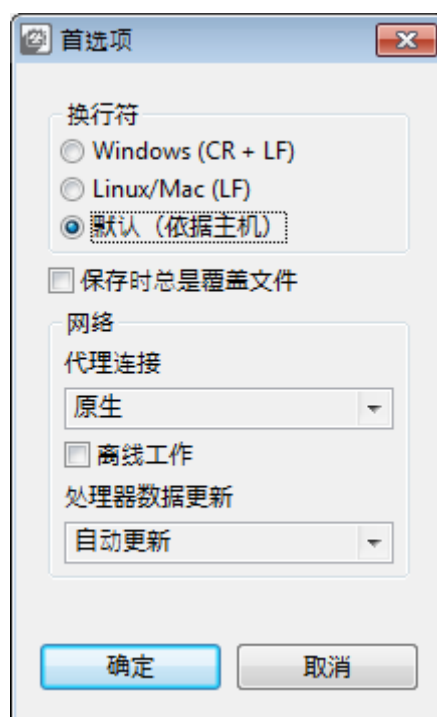 首选项
换行符
Windows (CR + LF)
Linux/Mac (LF)
默认（依据主机）
保存时总是覆盖文件
网络
代理连接
原生
离线工作
处理器数据更新
自动更新
确定
取消